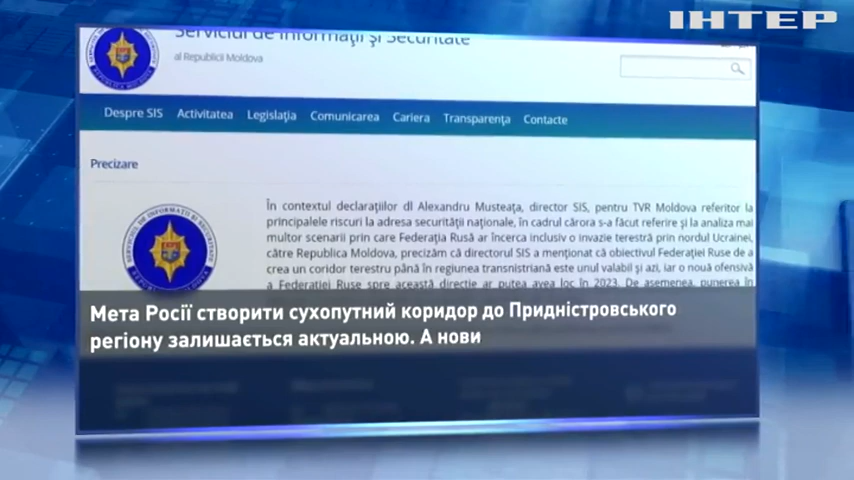 ІНТЕР
Serviciul de Informații și Securitate
al Republicii Moldova
Despre SIS Activitatea Legislația Comunicarea Cariera Transparența Contacte
Precizare
În contextul declarațiilor dl Alexandru Musteața, director SIS, pentru TVR Moldova referitor la
principalele riscuri la adresa securității naționale, în cadrul cărora s-a făcut referire și la analiza mai
multor scenarii prin care Federația Rusă ar încerca inclusiv o invazie terestră prin nordul Ucrainei,
către Republica Moldova, precizăm că directorul SIS a menționat că obiectivul Federației Ruse de a
crea un coridor terestru până în regiunea transnistriană este unul valabil și azi, iar o nouă ofensivă
a Federației Ruse spre această direcție ar putea avea loc în 2023. De asemenea, punerea în
Мета Росії створити сухопутний коридор до Придністровського
регіону залишається актуальною. А нови